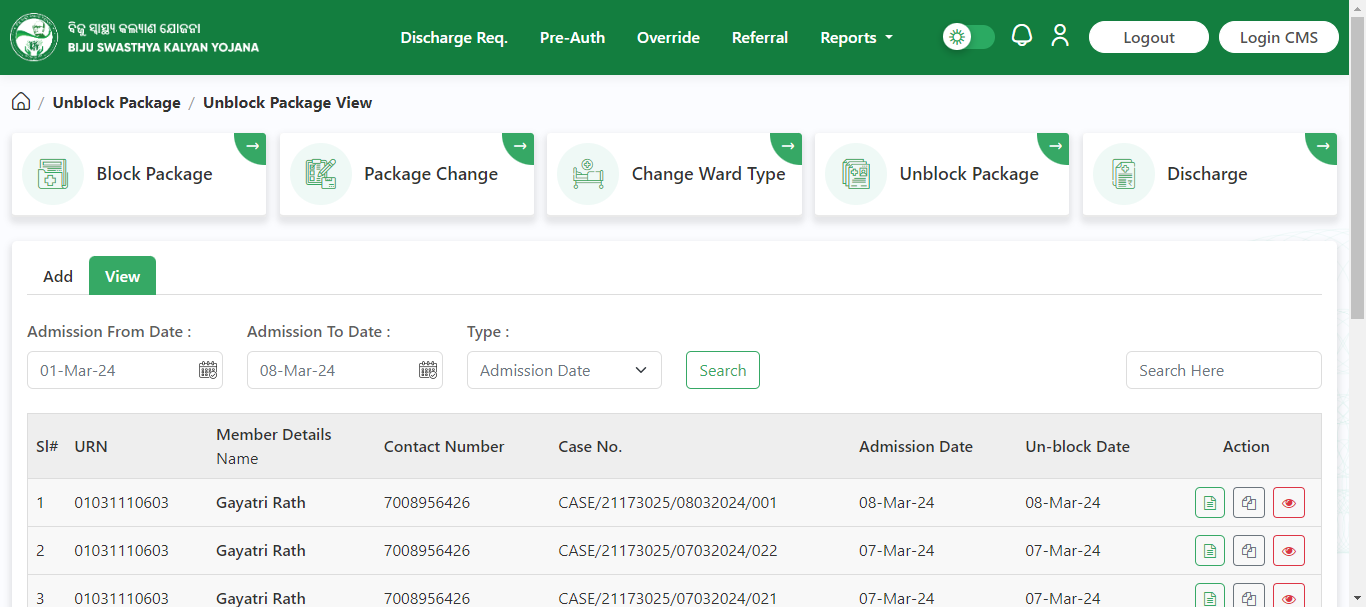 ବିଜୁ ସ୍ୱାସ୍ଥ୍ୟ କଲ୍ୟାଣ ଯୋଜନା
BIJU SWASTHYA KALYAN YOJANA
Discharge Req. Pre-Auth Override Referral Reports
Logout Login CMS
/ Unblock Package / Unblock Package View
Block Package → Package Change → Change Ward Type → Unblock Package → Discharge →
Add View
Admission From Date : Admission To Date : Type :
01-Mar-24 08-Mar-24 Admission Date Search Search Here
Sl# URN Member Details Name Contact Number Case No. Admission Date Un-block Date Action
1 01031110603 Gayatri Rath 7008956426 CASE/21173025/08032024/001 08-Mar-24 08-Mar-24
2 01031110603 Gayatri Rath 7008956426 CASE/21173025/07032024/022 07-Mar-24 07-Mar-24
3 01031110603 Gayatri Rath 7008956426 CASE/21173025/07032024/021 07-Mar-24 07-Mar-24